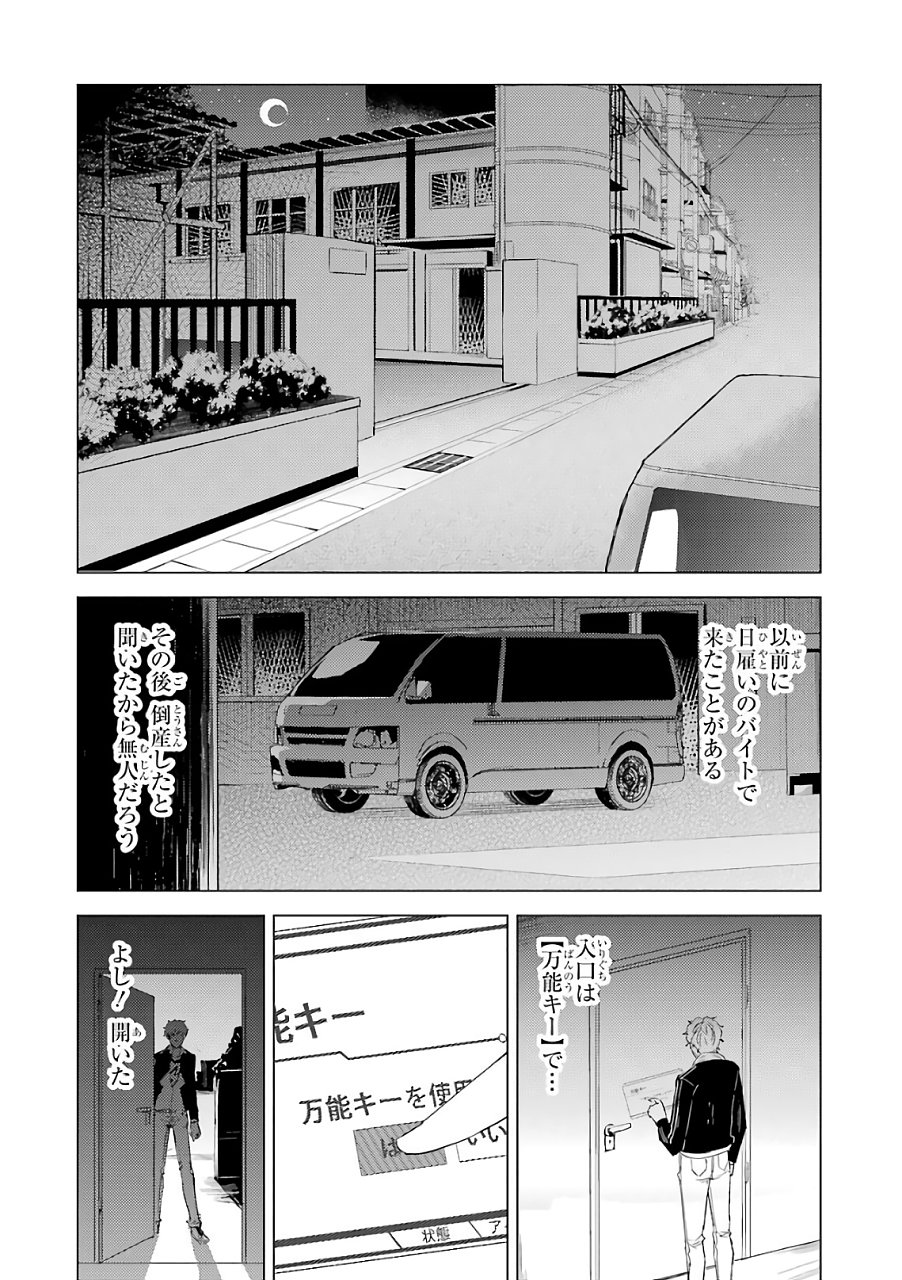 以前に
日雇いのバイトで
来たことがある
その後 倒産したと
聞いたから無人だろう
入口は
【万能キー】で…
能キー
万能キーを使用
は
いい
状態
ア
よし! 開いた